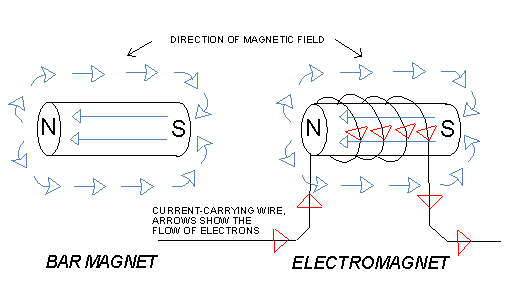 DIRECTION OF MAGNETIC FIELD
N S
N S
CURRENT-CARRYING WIRE,
ARROWS SHOW THE
FLOW OF ELECTRONS
BAR MAGNET
ELECTROMAGNET